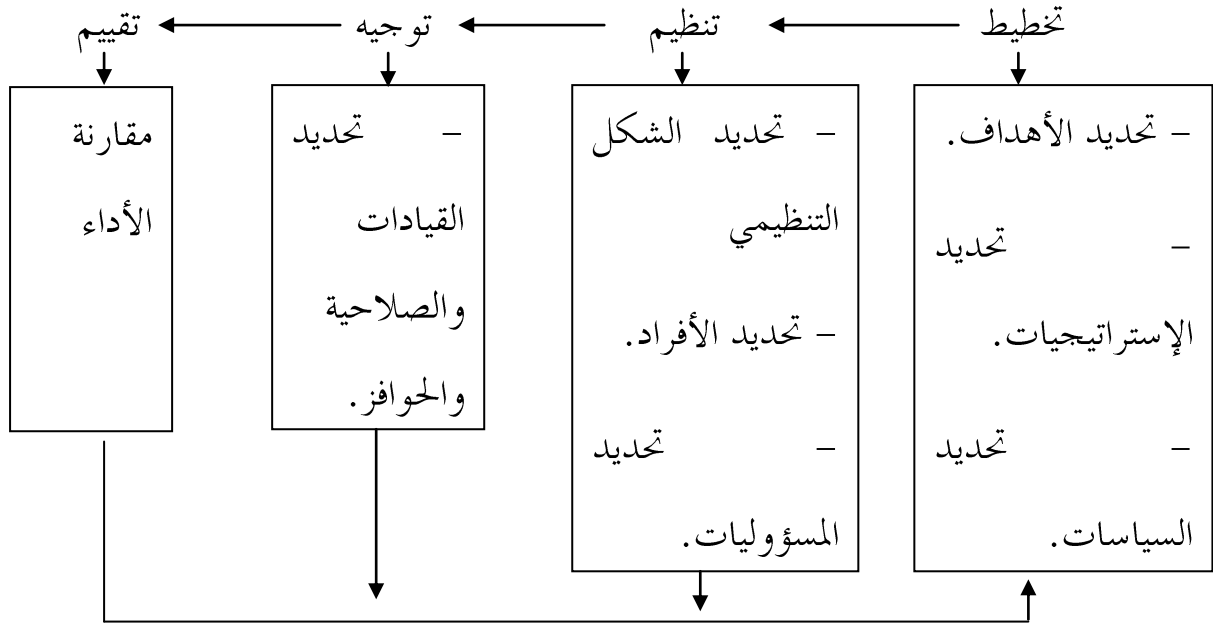 تخطيط
تنظيم
توجيه
تقييم
– تحديد الأهداف.
– تحديد
الإستراتيجيات.
– تحديد
السياسات.
– تحديد الشكل
التنظيمي
– تحديد الأفراد.
– تحديد
المسؤوليات.
– تحديد
القيادات
والصلاحية
والحوافز.
مقارنة
الأداء